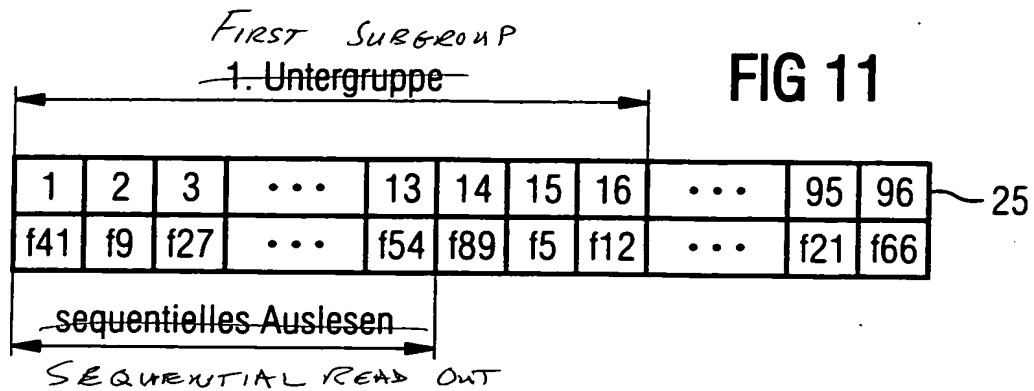 FIRST SUBGROUP
1. Untergruppe
FIG 11
1 2 3 • • • 13 14 15 16 • • • 95 96
25
f41 f9 f27 • • • f54 f89 f5 f12 • • • f21 f66
sequentielles Auslesen
SEQUENTIAL READ OUT